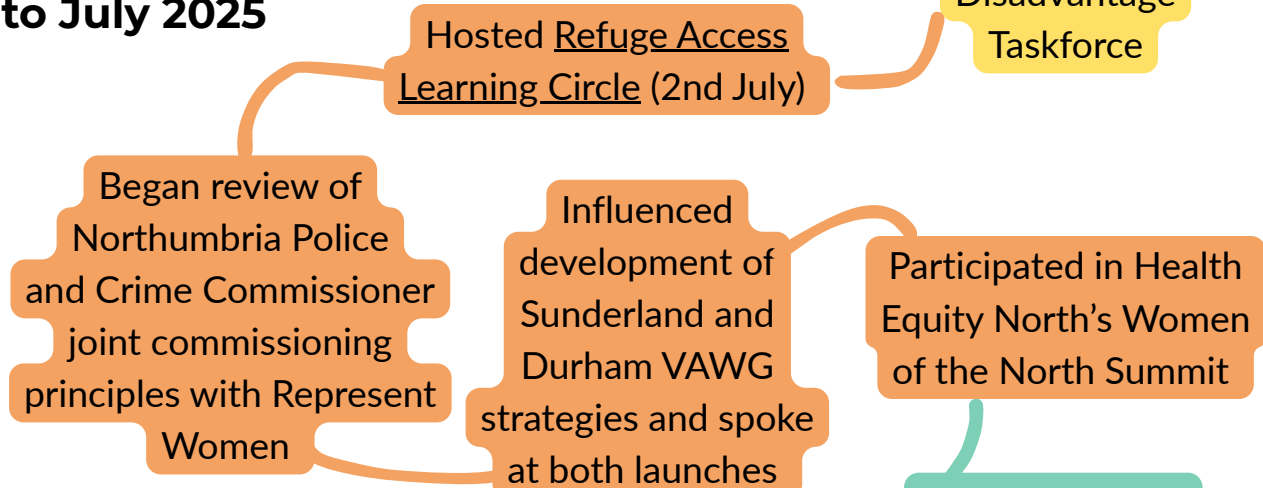 to July 2025
Disadvantage
Taskforce
Hosted Refuge Access
Learning Circle (2nd July)
Began review of
Northumbria Police
and Crime Commissioner
joint commissioning
principles with Represent
Women
Influenced
development of
Sunderland and
Durham VAWG
strategies and spoke
at both launches
Participated in Health
Equity North’s Women
of the North Summit